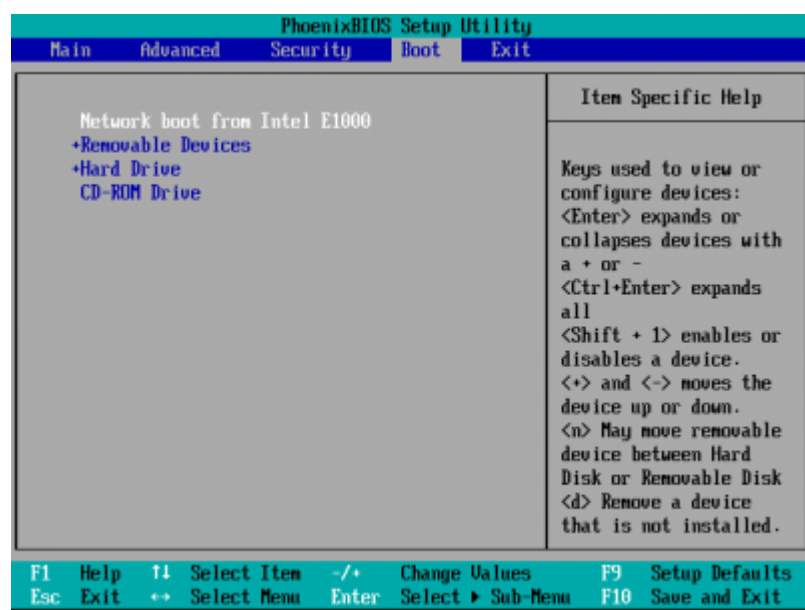 PhoenixBIOS Setup Utility
Main Advanced Security Boot Exit
Network boot from Intel E1000
+Removable Devices
+Hard Drive
CD-ROM Drive
Item Specific Help
Keys used to view or
configure devices:
<Enter> expands or
collapses devices with
a + or -
<Ctrl+Enter> expands
all
<Shift + 1> enables or
disables a device.
<+> and <-> moves the
device up or down.
<n> May move removable
device between Hard
Disk or Removable Disk
<d> Remove a device
that is not installed.
F1 Help ↑↓ Select Item -/+ Change Values F9 Setup Defaults
Esc Exit ↔ Select Menu Enter Select ▶ Sub-Menu F10 Save and Exit